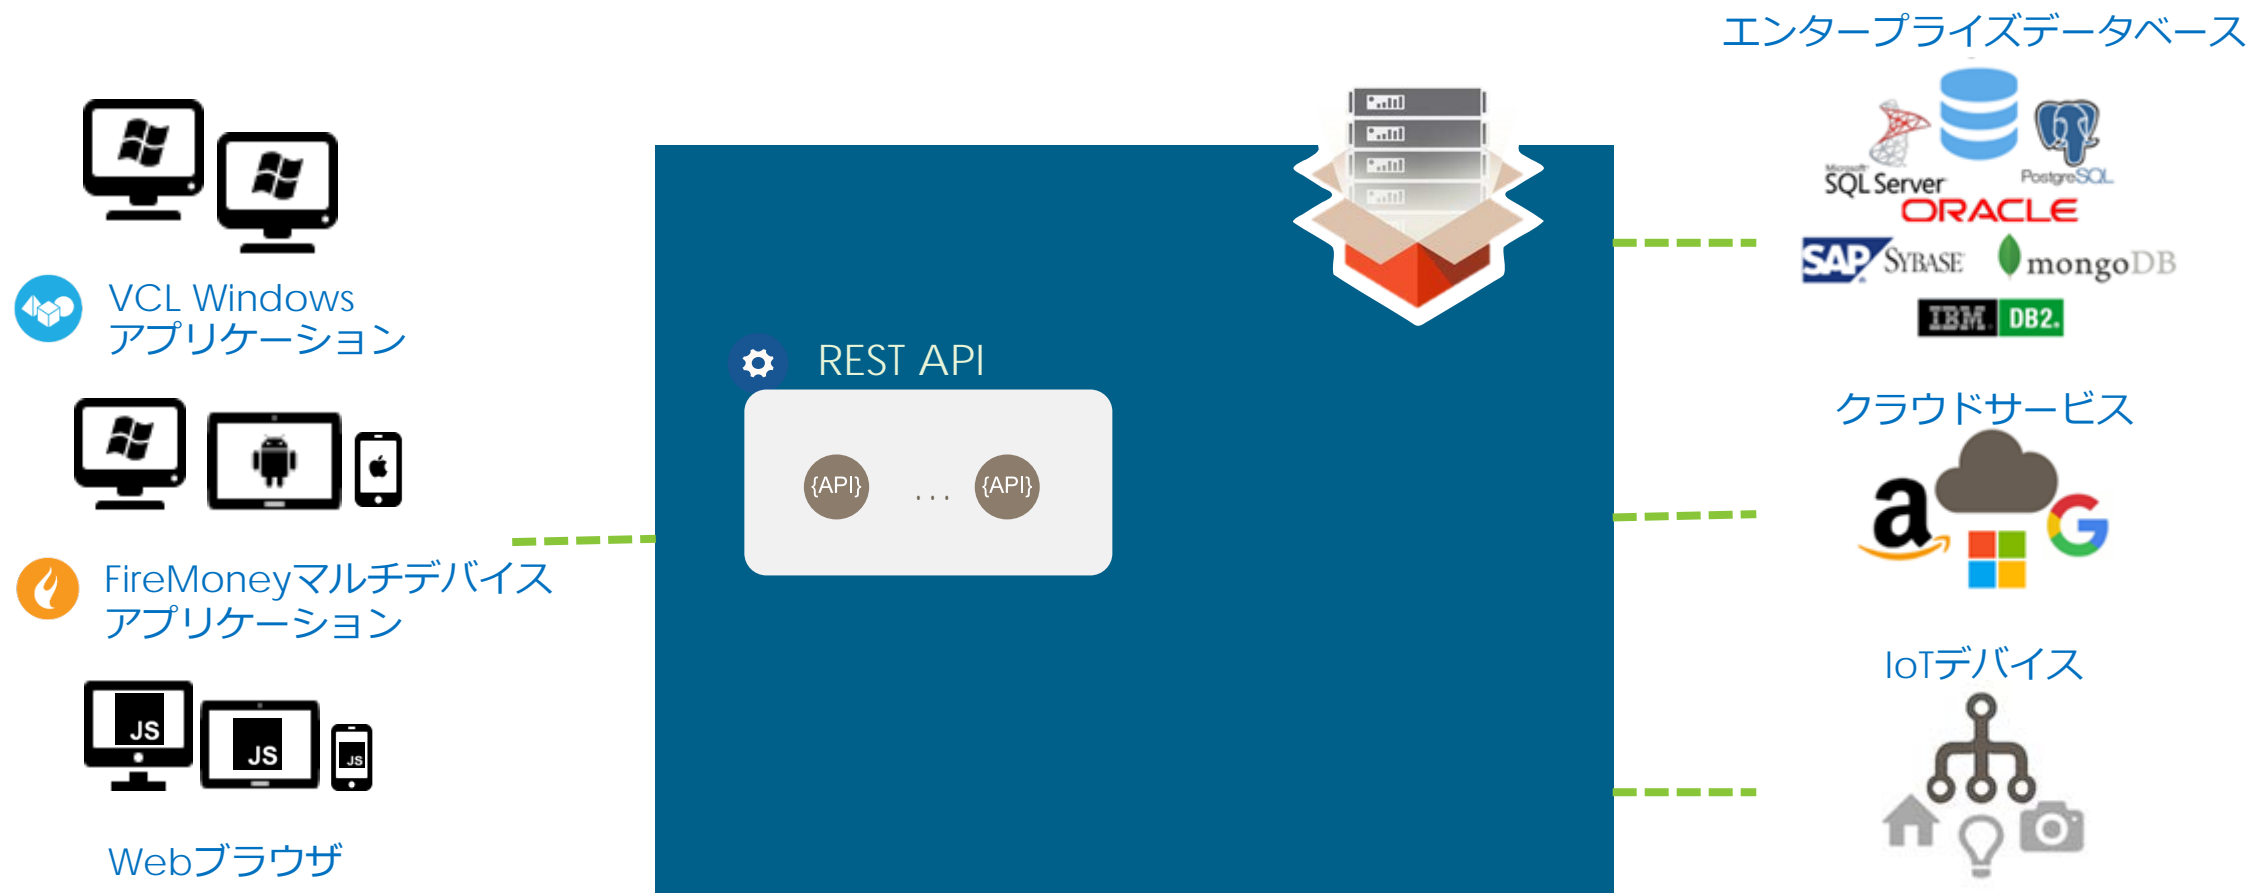 VCL Windows
アプリケーション
FireMoneyマルチデバイス
アプリケーション
JS
JS
JS
Webブラウザ
REST API
{API} ... {API}
エンタープライズデータベース
Microsoft
SQL Server
PostgreSQL
ORACLE
SAP SYBASE
mongoDB
IBM DB2.
クラウドサービス
a
G
IoTデバイス